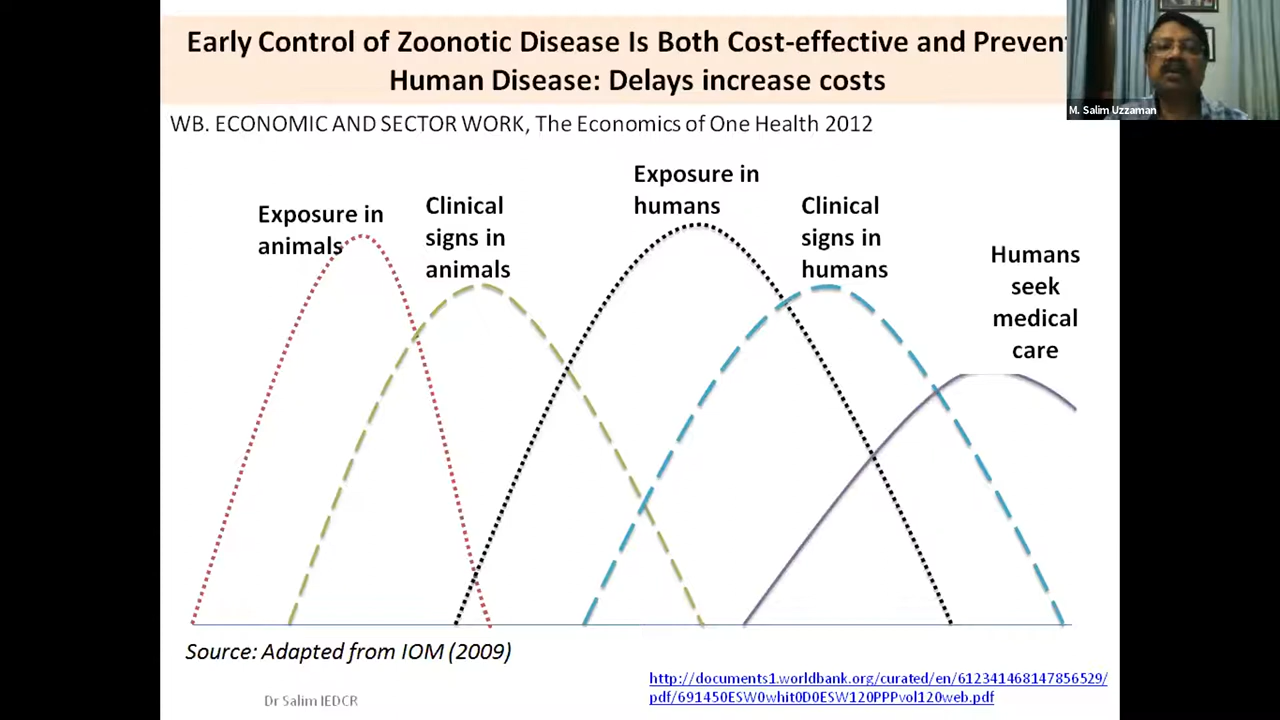 Early Control of Zoonotic Disease Is Both Cost-effective and Prevent
Human Disease: Delays increase costs
M. Salim Uzzaman
WB. ECONOMIC AND SECTOR WORK, The Economics of One Health 2012
Exposure in
animals
Clinical
signs in
animals
Exposure in
humans
Clinical
signs in
humans
Humans
seek
medical
care
Source: Adapted from IOM (2009)
http://documents1.worldbank.org/curated/en/612341468147856529/
pdf/691450ESW0whit0D0ESW120PPPvol120web.pdf
Dr Salim IEDCR